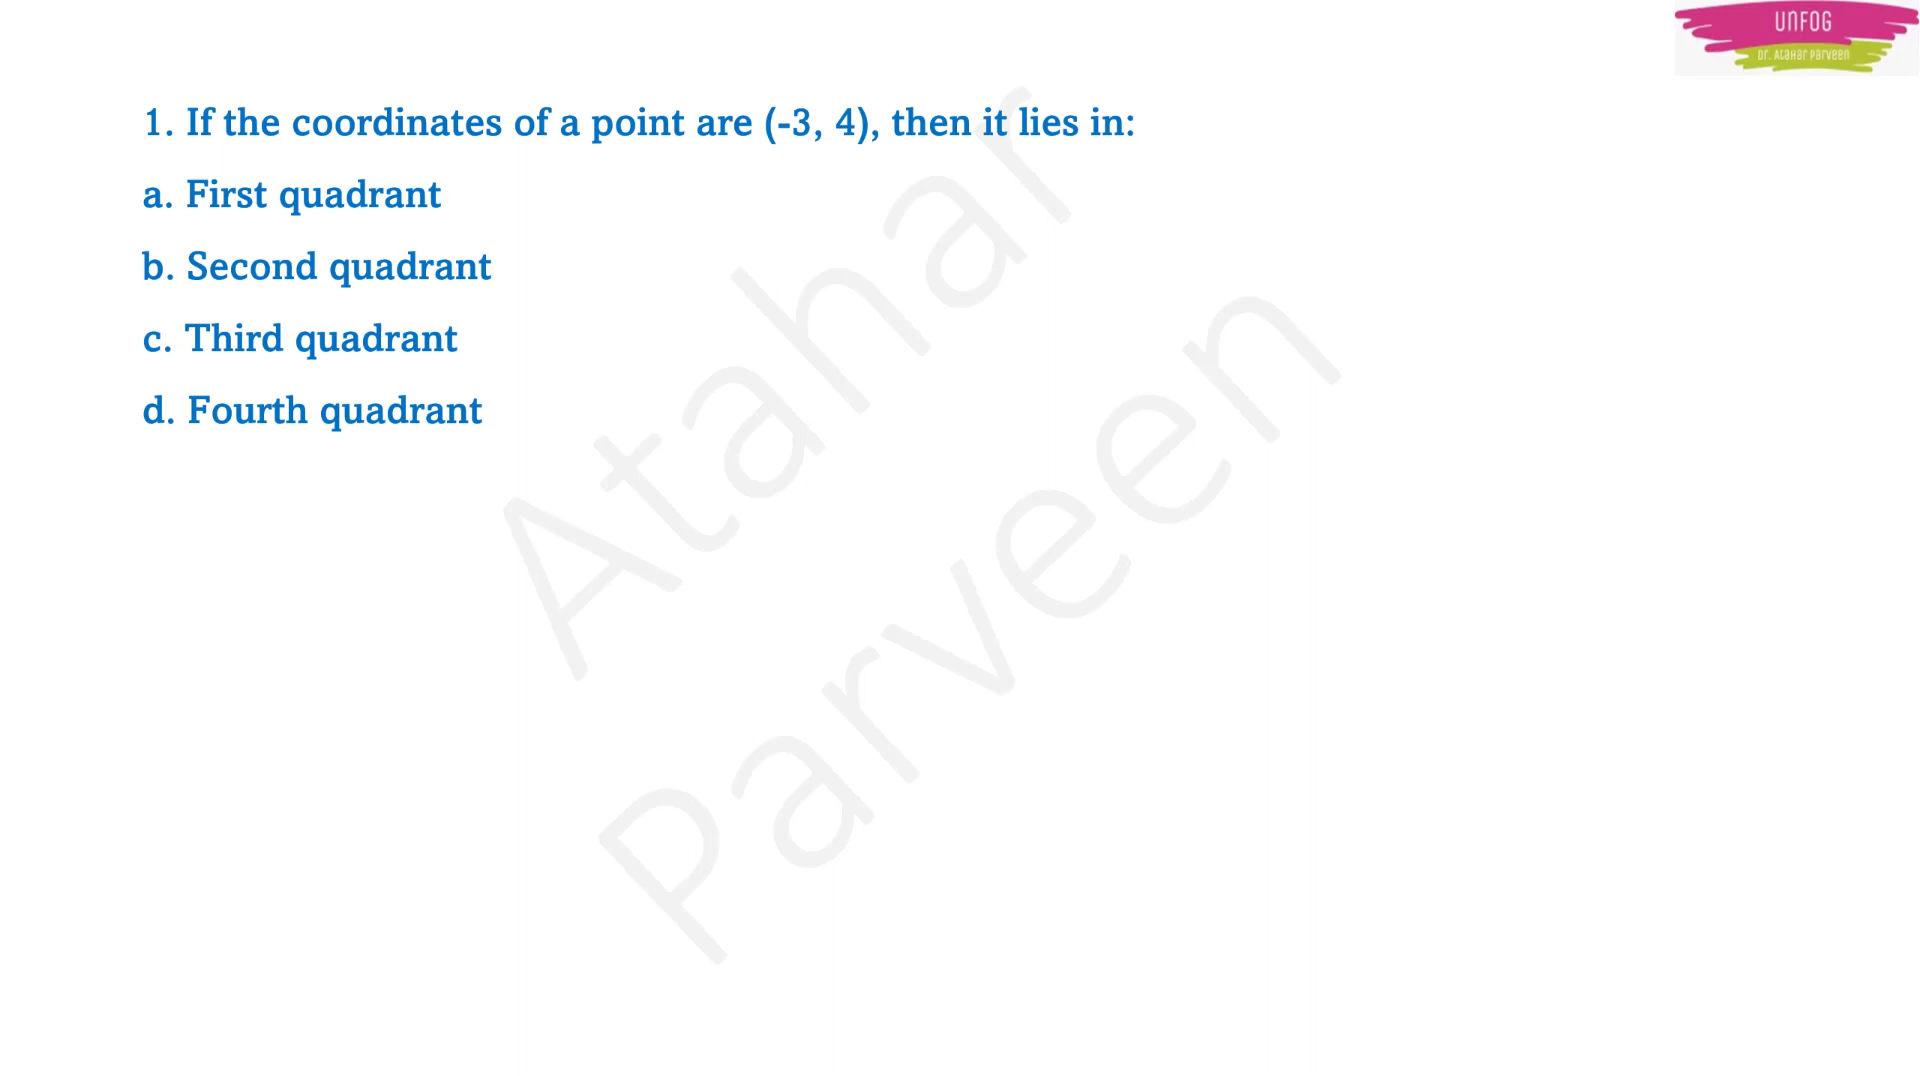 UNFOG
Dr. Atahar Parveen
1. If the coordinates of a point are (-3, 4), then it lies in:
a. First quadrant
b. Second quadrant
c. Third quadrant
d. Fourth quadrant
Atahar
Parveen